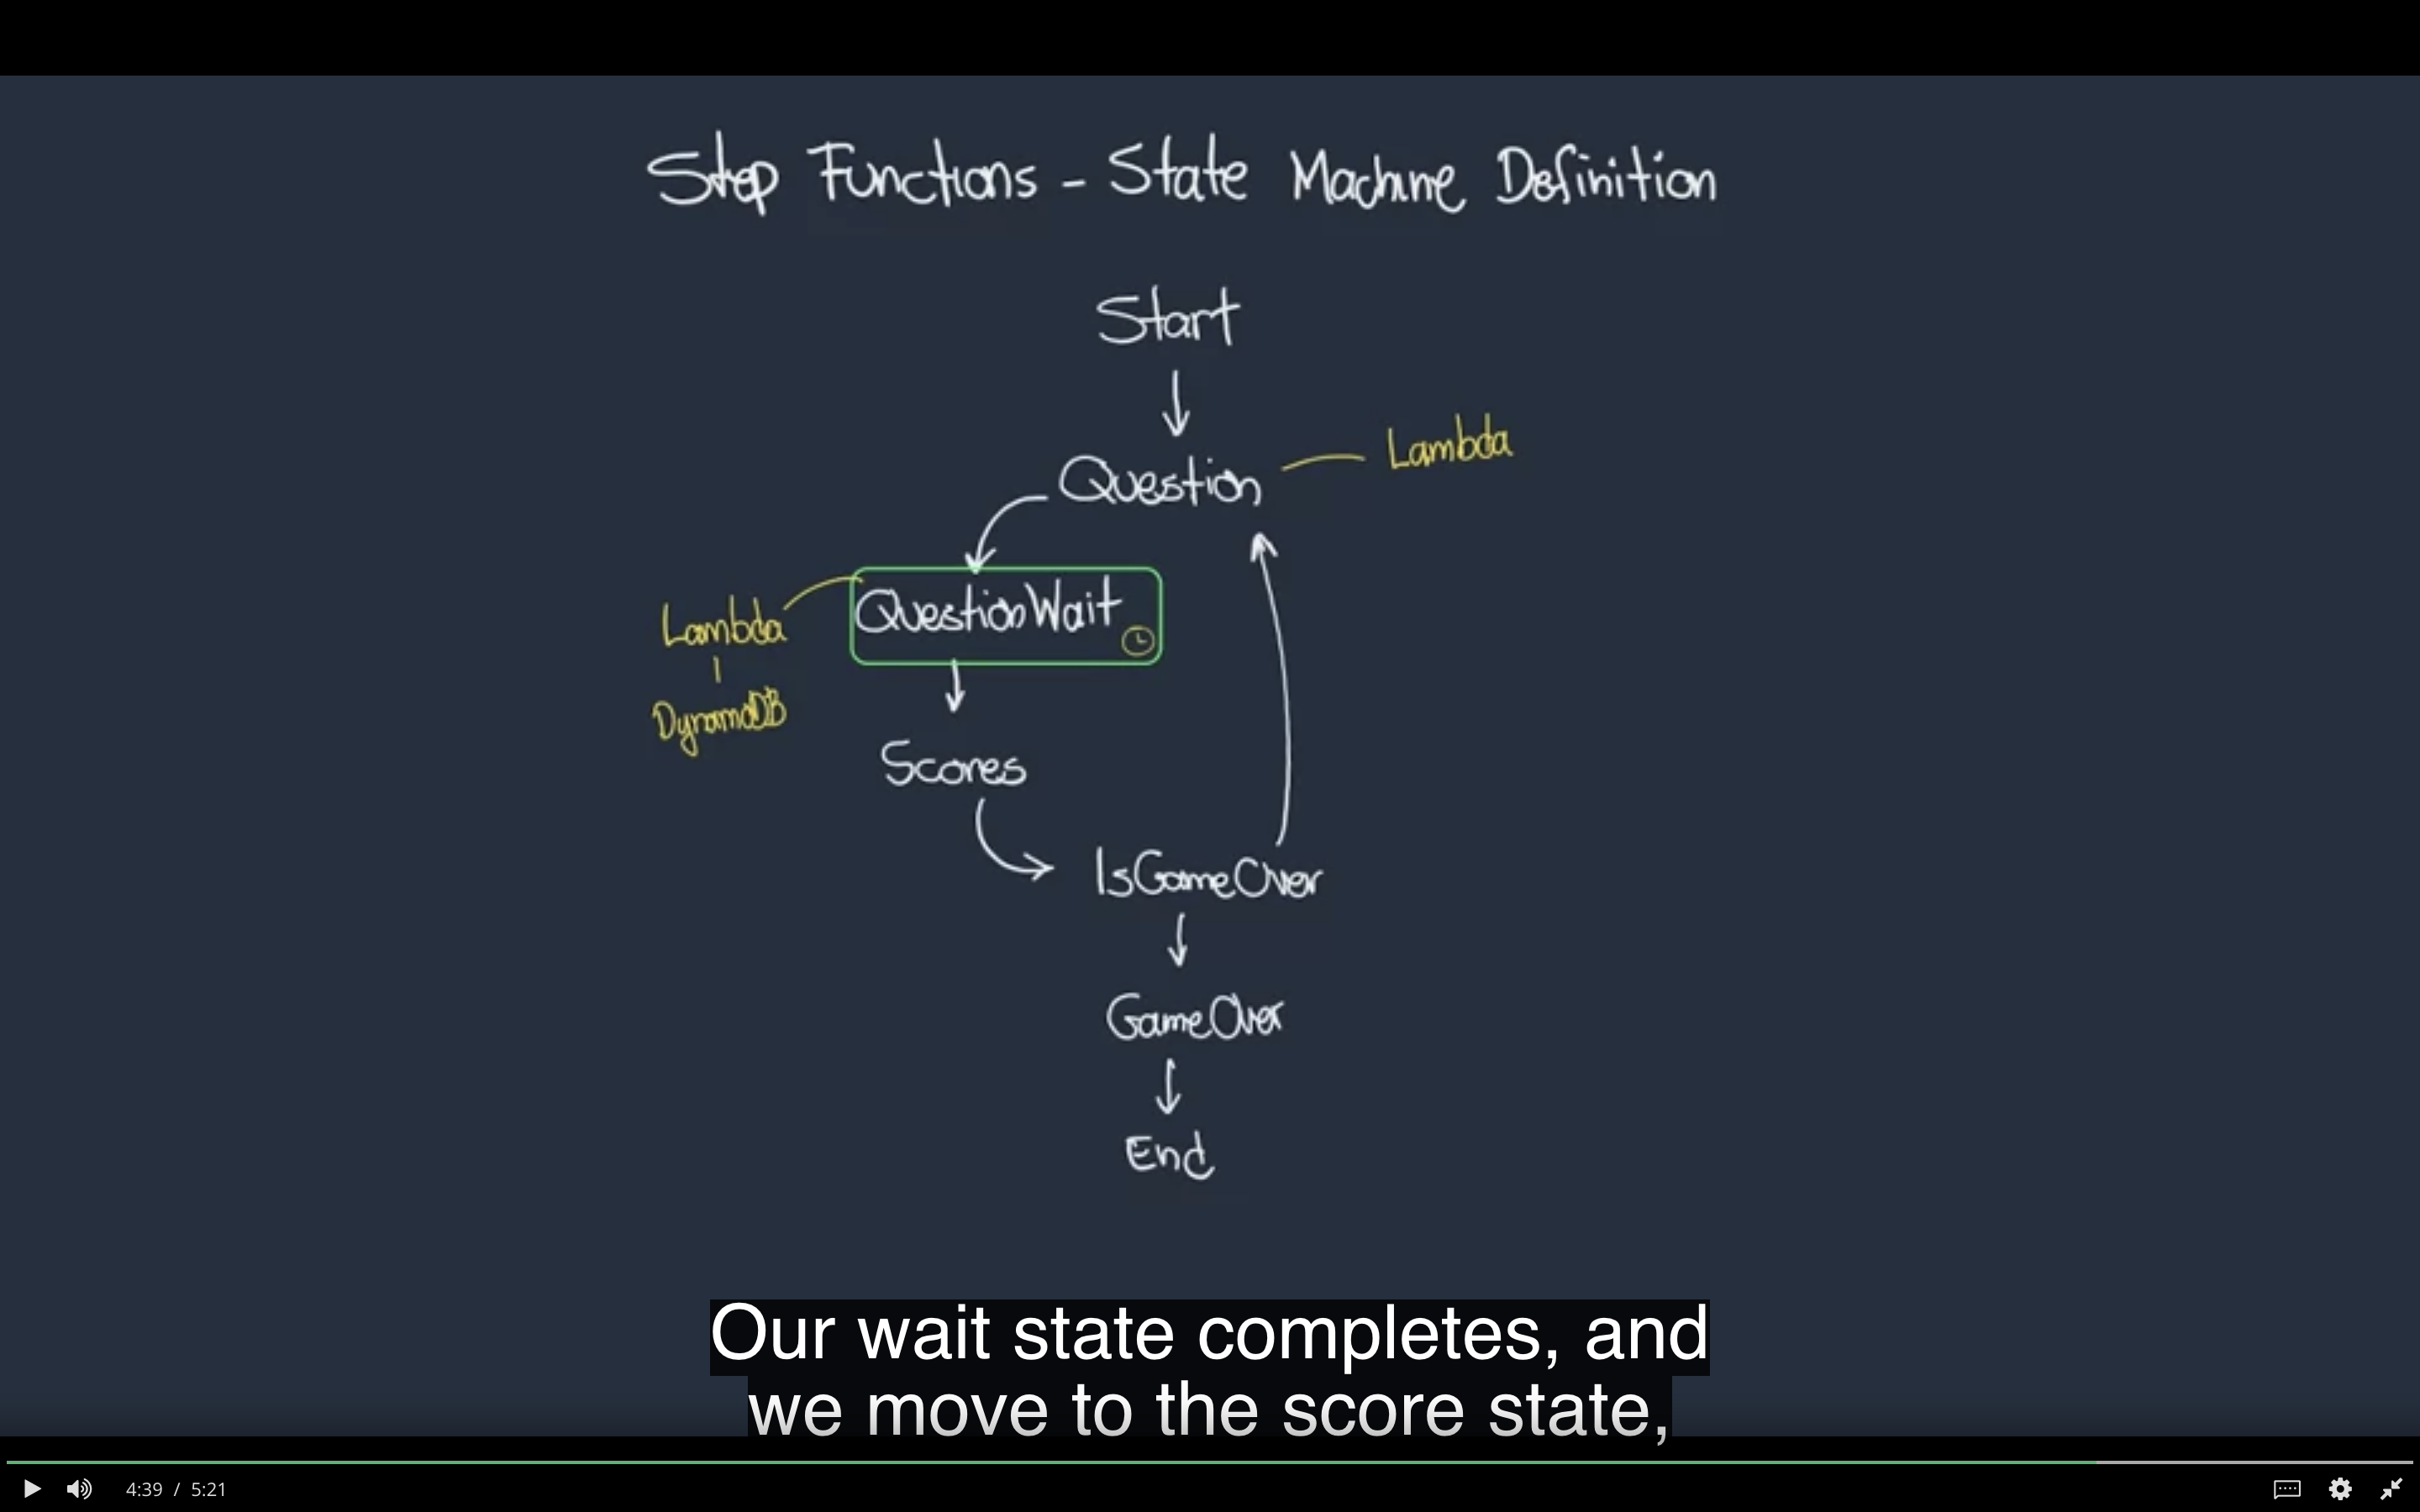 Step Functions - State Machine Definition
Start
Question
Lambda
QuestionWait
Lambda
DynamoDB
Scores
IsGameOver
GameOver
End
Our wait state completes, and
we move to the score state,
4:39 / 5:21